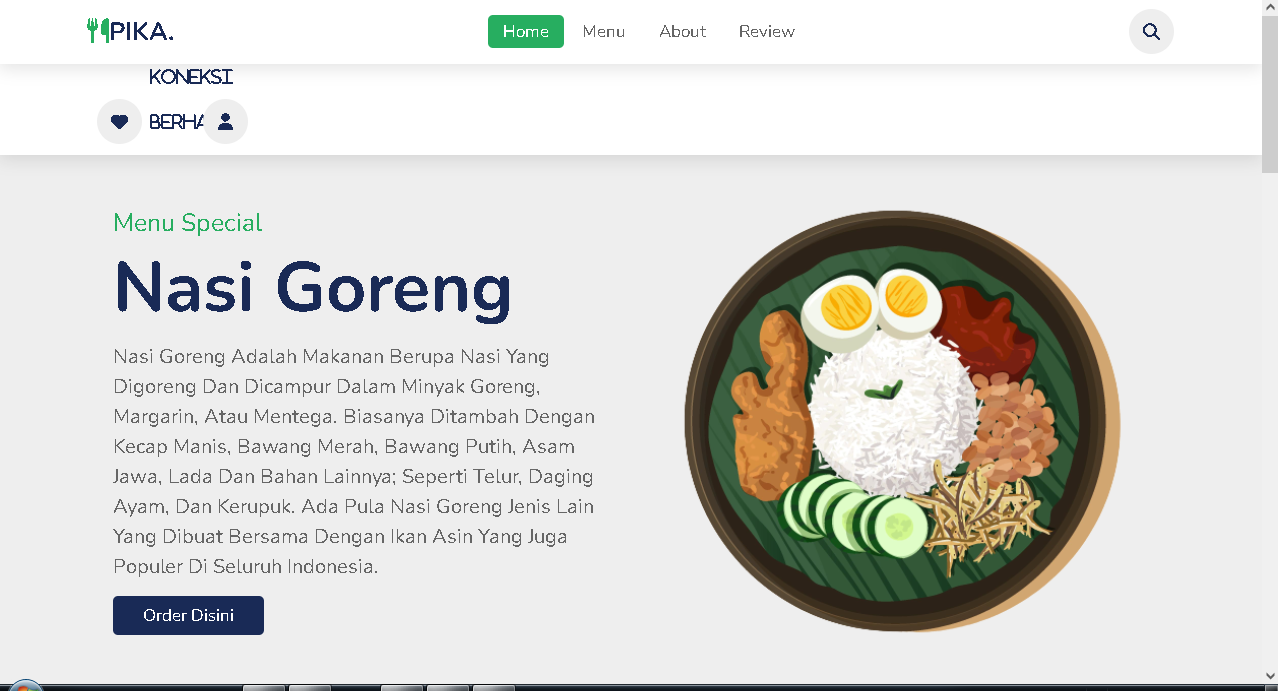 PIKA.
Home Menu About Review
KONEKSI
BERHA
Menu Special
Nasi Goreng
Nasi Goreng Adalah Makanan Berupa Nasi Yang
Digoreng Dan Dicampur Dalam Minyak Goreng,
Margarin, Atau Mentega. Biasanya Ditambah Dengan
Kecap Manis, Bawang Merah, Bawang Putih, Asam
Jawa, Lada Dan Bahan Lainnya; Seperti Telur, Daging
Ayam, Dan Kerupuk. Ada Pula Nasi Goreng Jenis Lain
Yang Dibuat Bersama Dengan Ikan Asin Yang Juga
Populer Di Seluruh Indonesia.
Order Disini